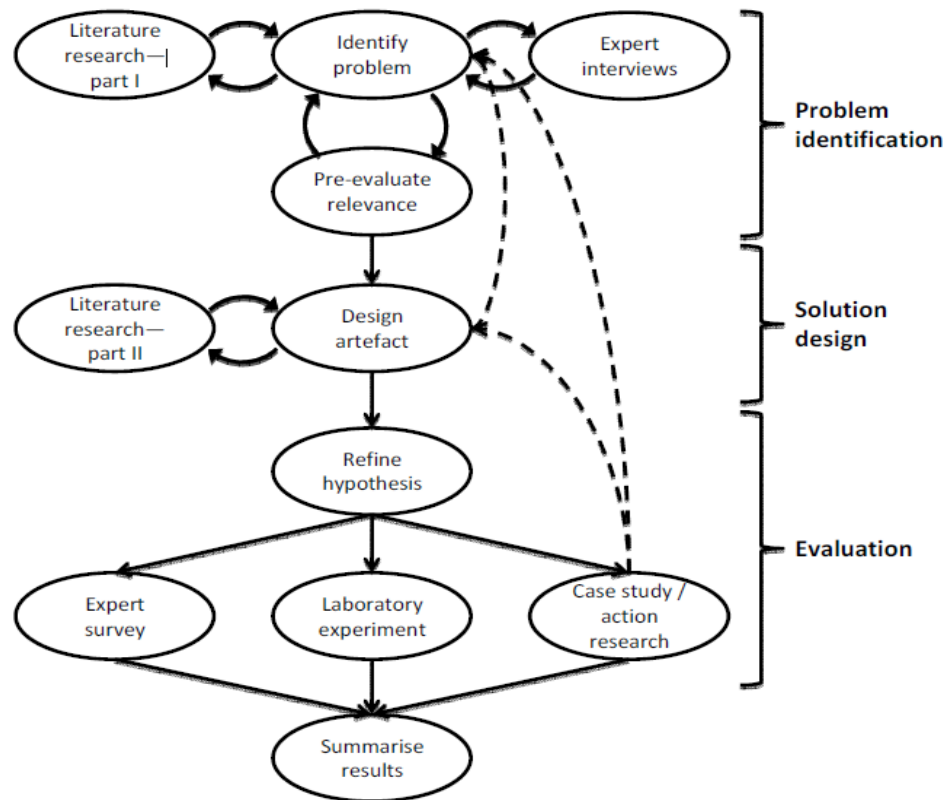 Literature
research—|
part I
Identify
problem
Expert
interviews
Problem
identification
Pre-evaluate
relevance
Literature
research—
part II
Design
artefact
Solution
design
Refine
hypothesis
Evaluation
Expert
survey
Laboratory
experiment
Case study /
action
research
Summarise
results